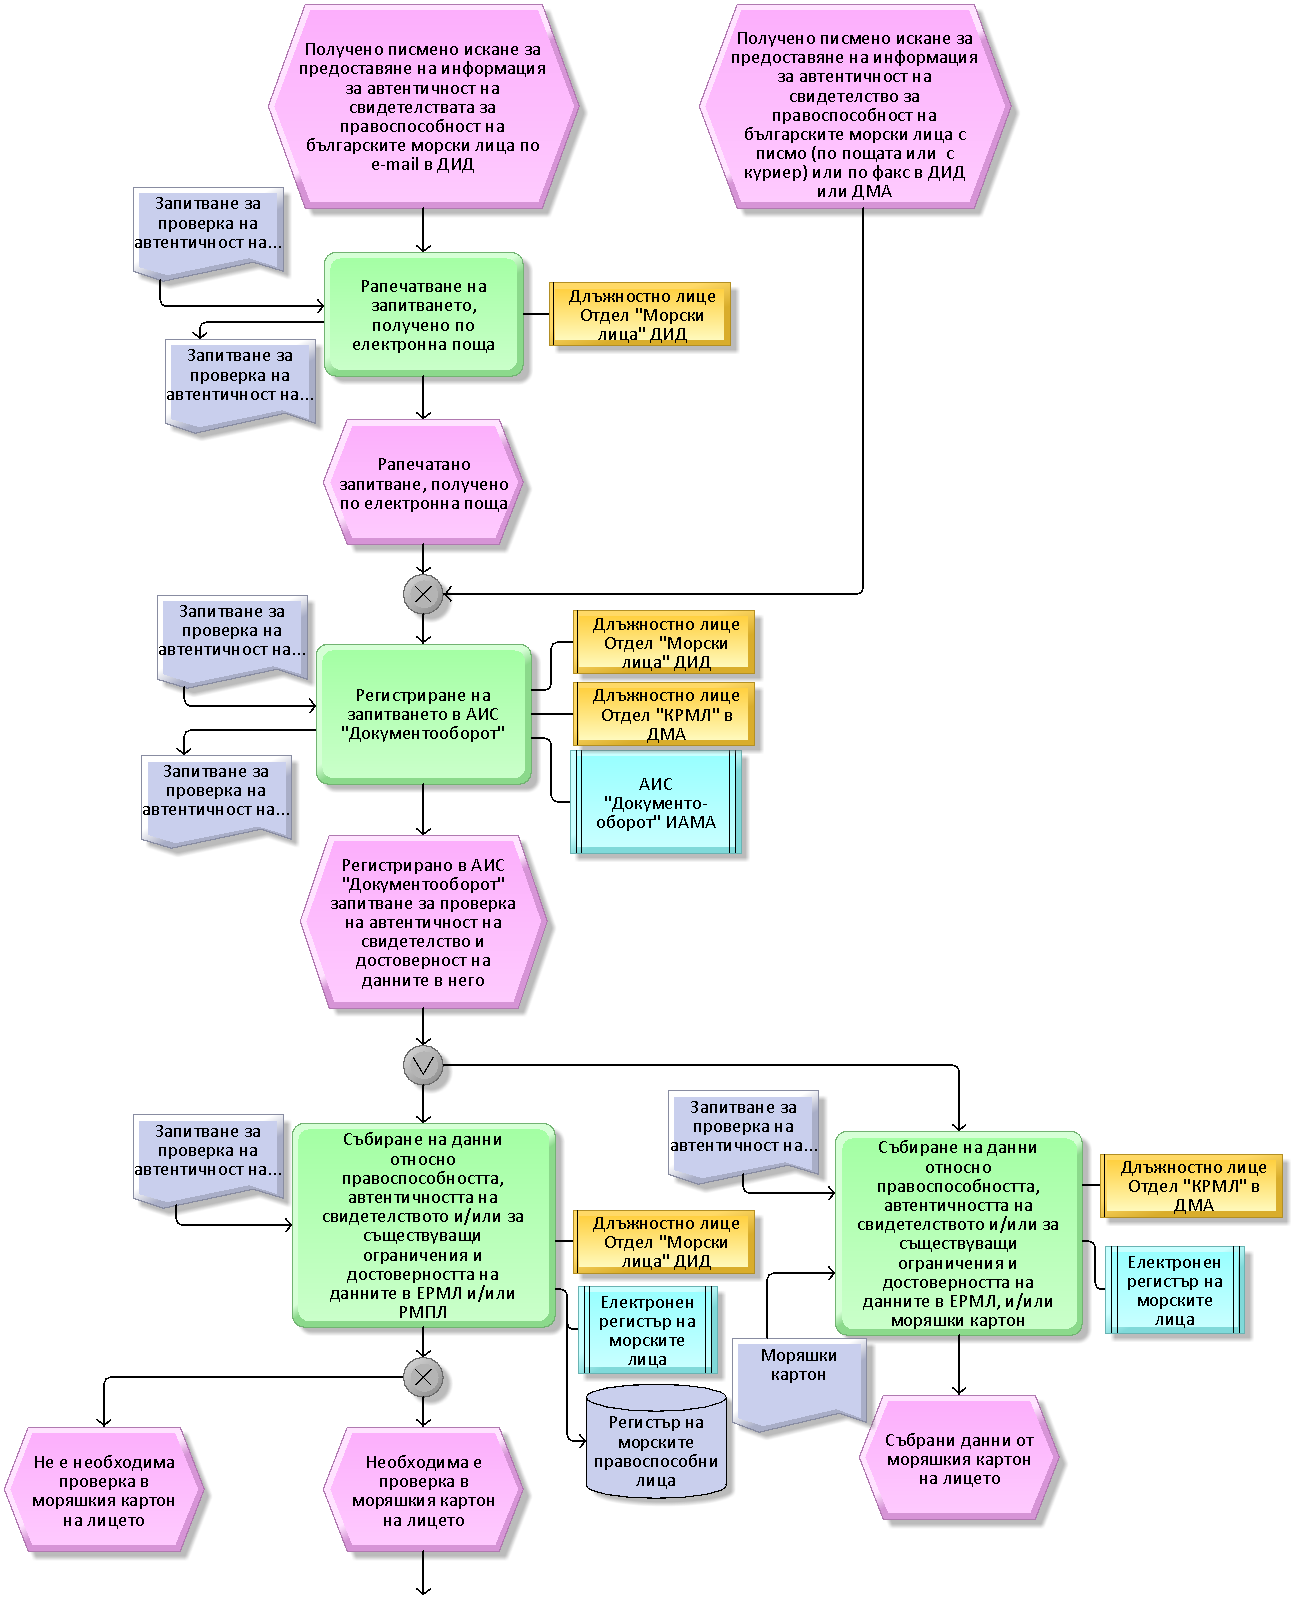 Получено писмено искане за
предоставяне на информация
за автентичност на
свидетелствата за
правоспособност на
българските морски лица по
e-mail в ДИД
Получено писмено искане за
предоставяне на информация
за автентичност на
свидетелство за
правоспособност на
българските морски лица с
писмо (по пощата или с
куриер) или по факс в ДИД
или ДМА
Запитване за
проверка на
автентичност на...
Рапечатване на
запитването,
получено по
електронна поща
Длъжностно лице
Отдел "Морски
лица" ДИД
Запитване за
проверка на
автентичност на...
Рапечатано
запитване, получено
по електронна поща
Запитване за
проверка на
автентичност на...
Регистриране на
запитването в АИС
"Документооборот"
Длъжностно лице
Отдел "Морски
лица" ДИД
Длъжностно лице
Отдел "КРМЛ" в
ДМА
АИС
"Документо-
оборот" ИАМА
Запитване за
проверка на
автентичност на...
Регистрирано в АИС
"Документооборот"
запитване за проверка
на автентичност на
свидетелство и
достоверност на
данните в него
Запитване за
проверка на
автентичност на...
Събиране на данни
относно
правоспособността,
автентичността на
свидетелството и/или за
съществуващи
ограничения и
достоверността на
данните в ЕРМЛ и/или
РМПЛ
Длъжностно лице
Отдел "Морски
лица" ДИД
Електронен
регистър на
морските
лица
Регистър на
морските
правоспособни
лица
Запитване за
проверка на
автентичност на...
Събиране на данни
относно
правоспособността,
автентичността на
свидетелството и/или за
съществуващи
ограничения и
достоверността на
данните в ЕРМЛ, и/или
моряшки картон
Длъжностно лице
Отдел "КРМЛ" в
ДМА
Електронен
регистър на
морските
лица
Моряшки
картон
Не е необходима
проверка в
моряшкия картон
на лицето
Необходима е
проверка в
моряшкия картон
на лицето
Събрани данни от
моряшкия картон
на лицето